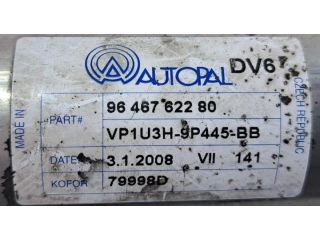 AUTOPAL DV6
MADE IN
CZECH REPUBLIC
96 467 622 80
PART#
VP1U3H-9P445-BB
DATE 3.1.2008 VII 141
KOFOR 79998D